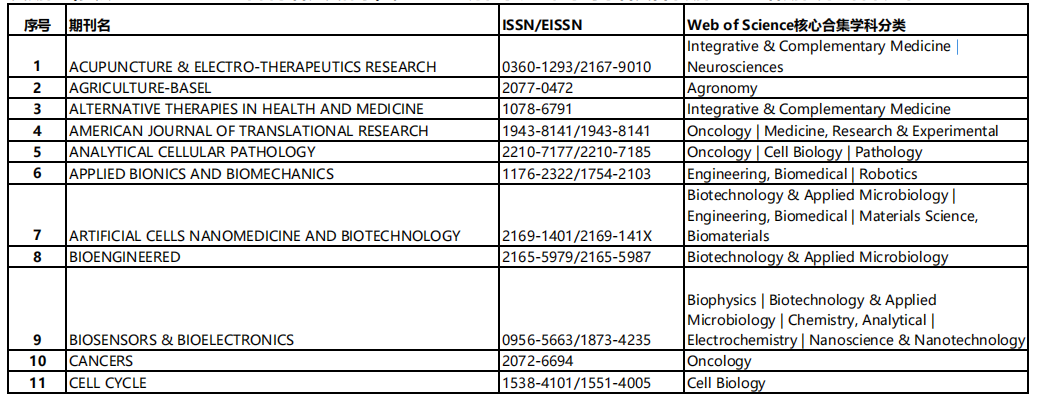 序号 期刊名 ISSN/EISSN Web of Science核心合集学科分类
1 ACUPUNCTURE & ELECTRO-THERAPEUTICS RESEARCH 0360-1293/2167-9010 Integrative & Complementary Medicine |
Neurosciences
2 AGRICULTURE-BASEL 2077-0472 Agronomy
3 ALTERNATIVE THERAPIES IN HEALTH AND MEDICINE 1078-6791 Integrative & Complementary Medicine
4 AMERICAN JOURNAL OF TRANSLATIONAL RESEARCH 1943-8141/1943-8141 Oncology | Medicine, Research & Experimental
5 ANALYTICAL CELLULAR PATHOLOGY 2210-7177/2210-7185 Oncology | Cell Biology | Pathology
6 APPLIED BIONICS AND BIOMECHANICS 1176-2322/1754-2103 Engineering, Biomedical | Robotics
7 ARTIFICIAL CELLS NANOMEDICINE AND BIOTECHNOLOGY 2169-1401/2169-141X Biotechnology & Applied Microbiology |
Engineering, Biomedical | Materials Science,
Biomaterials
8 BIOENGINEERED 2165-5979/2165-5987 Biotechnology & Applied Microbiology
9 BIOSENSORS & BIOELECTRONICS 0956-5663/1873-4235 Biophysics | Biotechnology & Applied
Microbiology | Chemistry, Analytical |
Electrochemistry | Nanoscience & Nanotechnology
10 CANCERS 2072-6694 Oncology
11 CELL CYCLE 1538-4101/1551-4005 Cell Biology